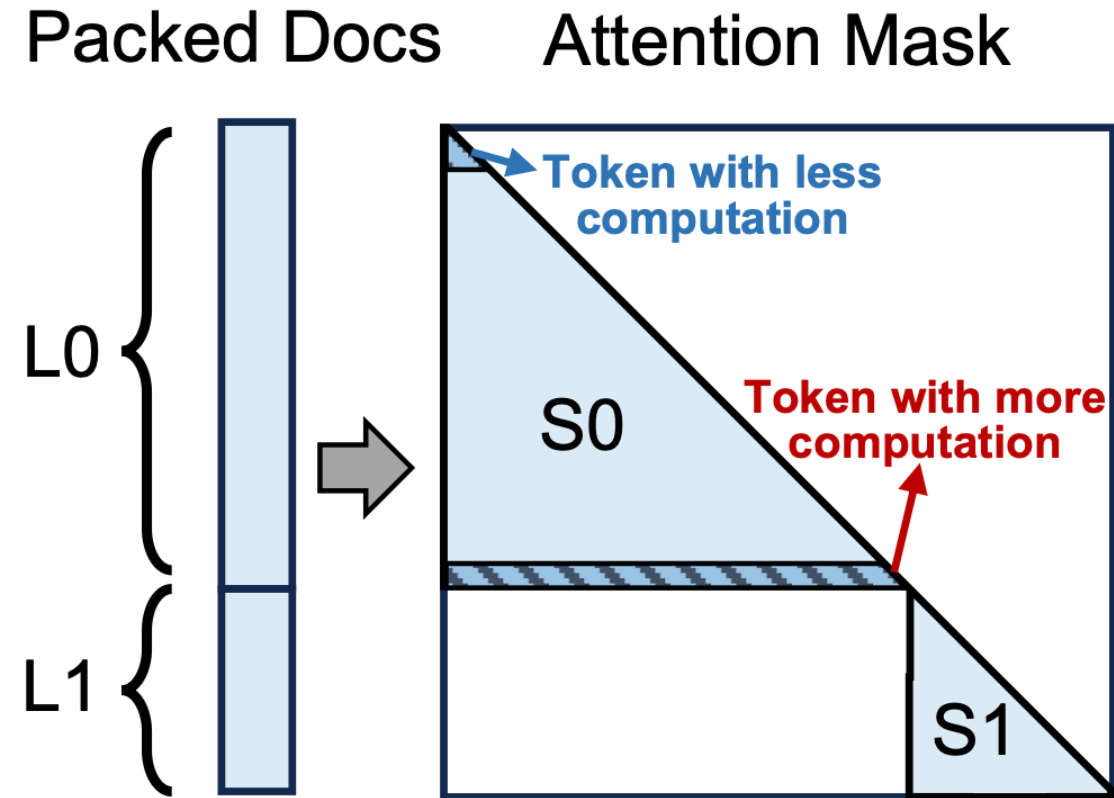 Packed Docs
Attention Mask
Token with less
computation
L0
S0
Token with more
computation
L1
S1